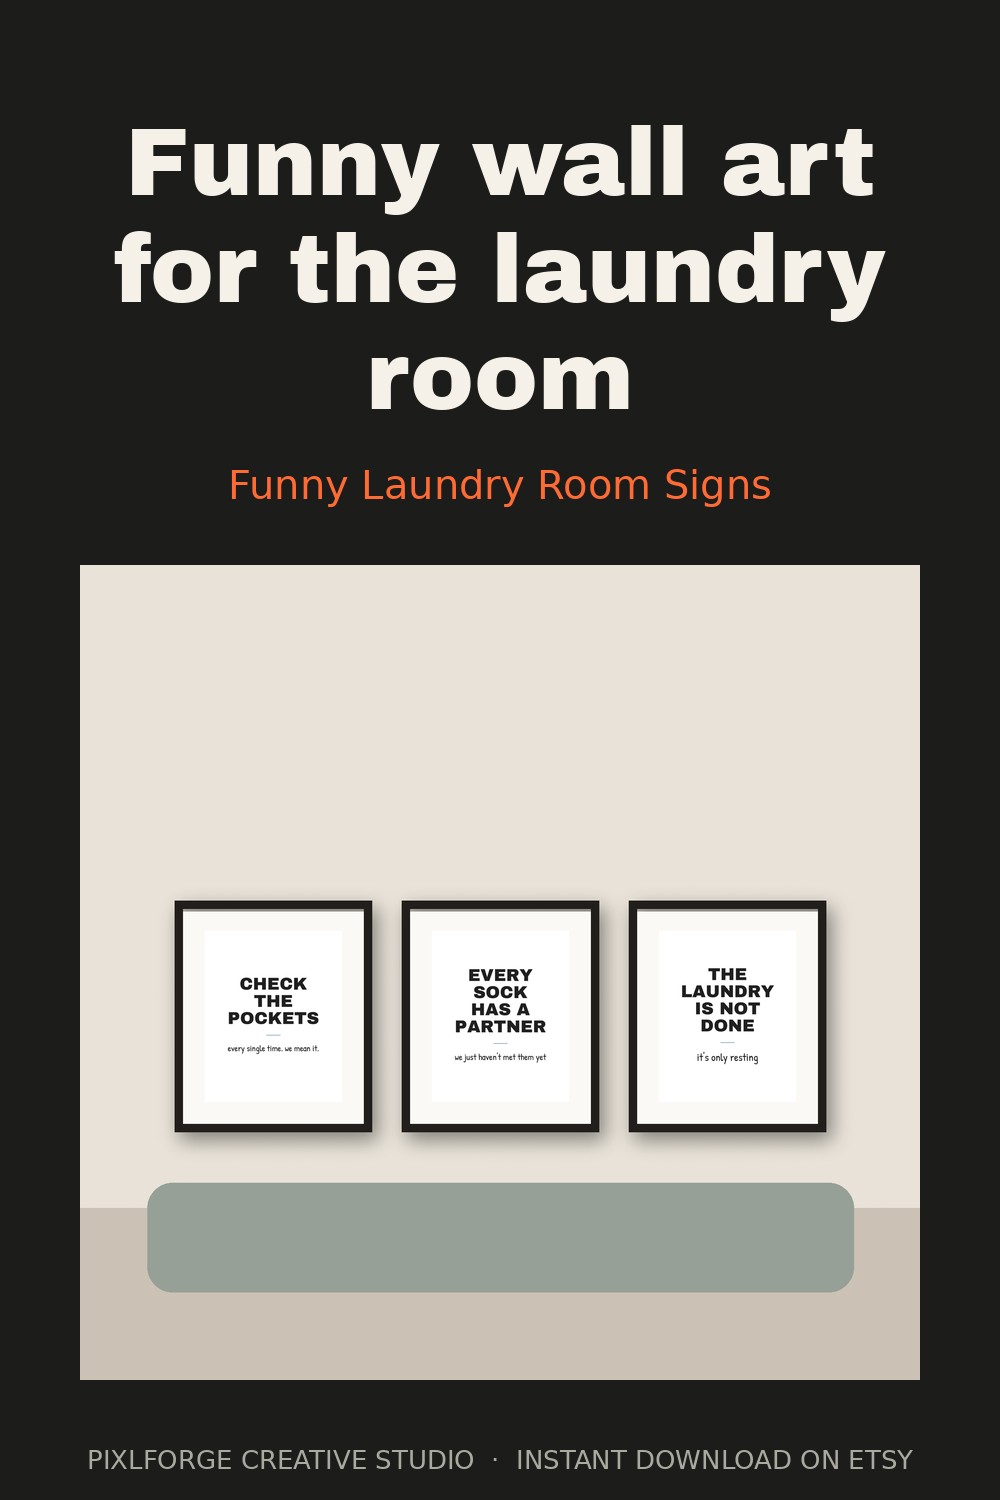 Funny wall art
for the laundry
room
Funny Laundry Room Signs
CHECK
THE
POCKETS
every single time. we mean it.
EVERY
SOCK
HAS A
PARTNER
we just haven't met them yet
THE
LAUNDRY
IS NOT
DONE
it's only resting
PIXLFORGE CREATIVE STUDIO · INSTANT DOWNLOAD ON ETSY